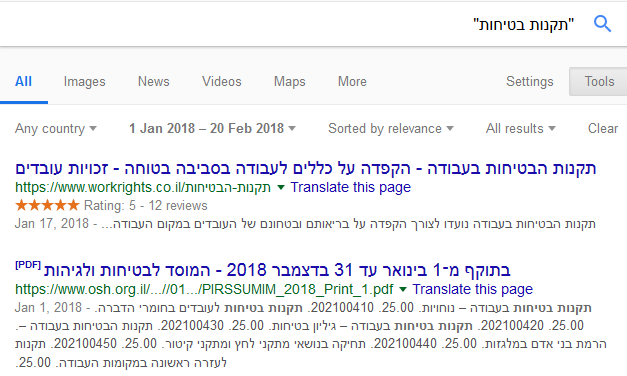 "תקנות בטיחות"
All Images News Videos Maps More Settings Tools
Any country 1 Jan 2018 – 20 Feb 2018 Sorted by relevance All results Clear
תקנות הבטיחות בעבודה - הקפדה על כללים לעבודה בסביבה בטוחה - זכויות עובדים
https://www.workrights.co.il/תקנות-הבטיחות Translate this page
Rating: 5 - 12 reviews
Jan 17, 2018 - תקנות הבטיחות בעבודה נועדו לצורך הקפדה על בריאותם ובטחונם של העובדים במקום העבודה...
[PDF] בתוקף מ־1 בינואר עד 31 בדצמבר 2018 - המוסד לבטיחות ולגיהות
https://www.osh.org.il/...//01.../PIRSSUMIM_2018_Print_1.pdf Translate this page
Jan 1, 2018 - תקנות בטיחות בעבודה – נוחויות. 25.00. 202100410. תקנות בטיחות לעובדים בחומרי הדברה.
25.00. 202100420. תקנות בטיחות בעבודה – גיליון בטיחות. 25.00. 202100430. תקנות הבטיחות בעבודה –.
הרמת בני אדם במלגזות. 25.00. 202100440. תחיקה בנושאי מתקני לחץ ומתקני קיטור. 25.00. 202100450. תקנות
לעזרה ראשונה במקומות העבודה. 25.00.